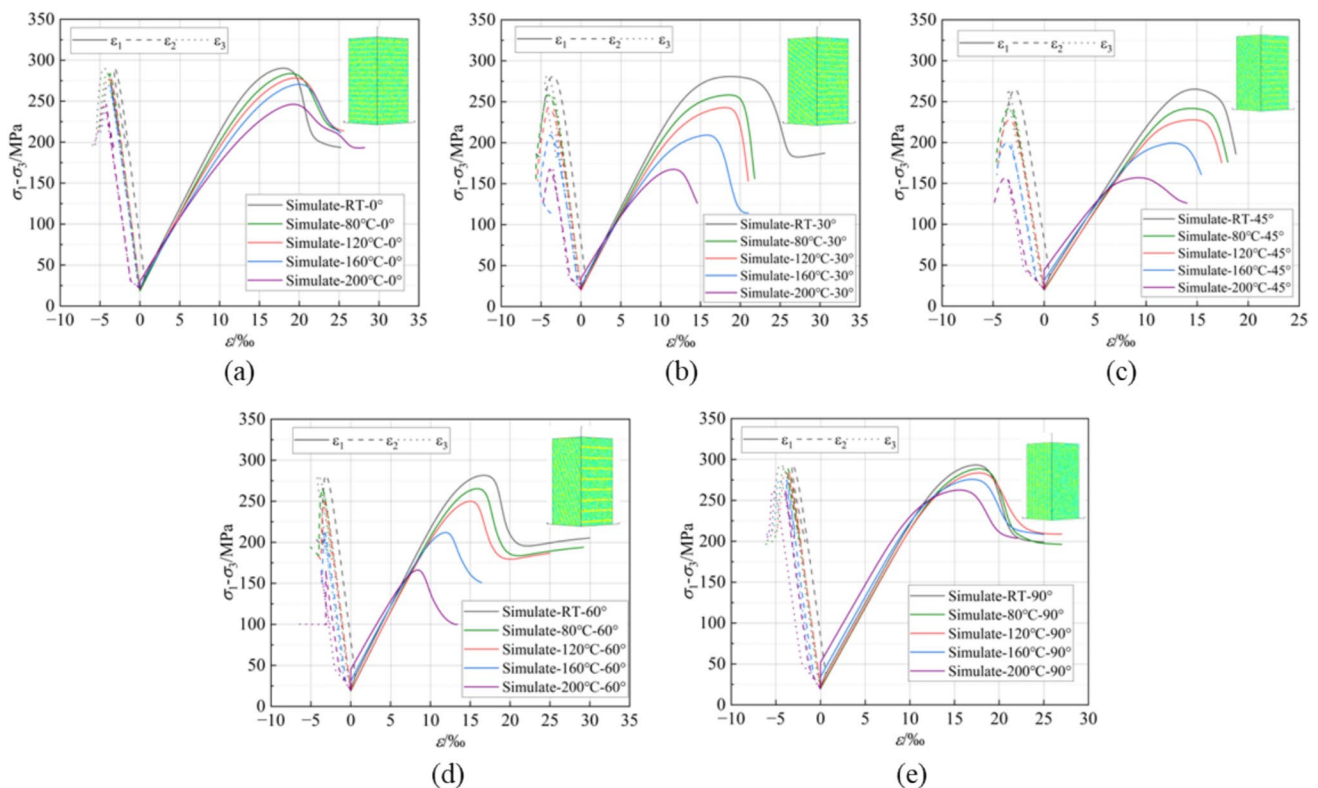 350
300
250
200
150
100
50
0
σ₁-σ₃/MPa
ε₁ ε₂ ε₃
Simulate-RT-0°
Simulate-80℃-0°
Simulate-120℃-0°
Simulate-160℃-0°
Simulate-200℃-0°
−10 −5 0 5 10 15 20 25 30 35
ε/‰
(a)
350
300
250
200
150
100
50
0
σ₁-σ₃/MPa
ε₁ ε₂ ε₃
Simulate-RT-30°
Simulate-80℃-30°
Simulate-120℃-30°
Simulate-160℃-30°
Simulate-200℃-30°
−10 −5 0 5 10 15 20 25 30 35
ε/‰
(b)
350
300
250
200
150
100
50
0
σ₁-σ₃/MPa
ε₁ ε₂ ε₃
Simulate-RT-45°
Simulate-80℃-45°
Simulate-120℃-45°
Simulate-160℃-45°
Simulate-200℃-45°
−10 −5 0 5 10 15 20 25
ε/‰
(c)
350
300
250
200
150
100
50
0
σ₁-σ₃/MPa
ε₁ ε₂ ε₃
Simulate-RT-60°
Simulate-80℃-60°
Simulate-120℃-60°
Simulate-160℃-60°
Simulate-200℃-60°
−10 −5 0 5 10 15 20 25 30 35
ε/‰
(d)
350
300
250
200
150
100
50
0
σ₁-σ₃/MPa
ε₁ ε₂ ε₃
Simulate-RT-90°
Simulate-80℃-90°
Simulate-120℃-90°
Simulate-160℃-90°
Simulate-200℃-90°
−10 −5 0 5 10 15 20 25 30
ε/‰
(e)